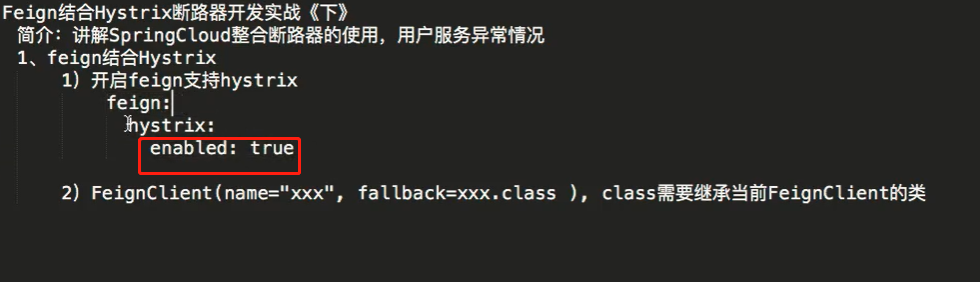 Feign结合Hystrix断路器开发实战《下》
简介：讲解SpringCloud整合断路器的使用，用户服务异常情况
1、feign结合Hystrix
1）开启feign支持hystrix
feign:
hystrix:
enabled: true
2）FeignClient(name="xxx", fallback=xxx.class ), class需要继承当前FeignClient的类